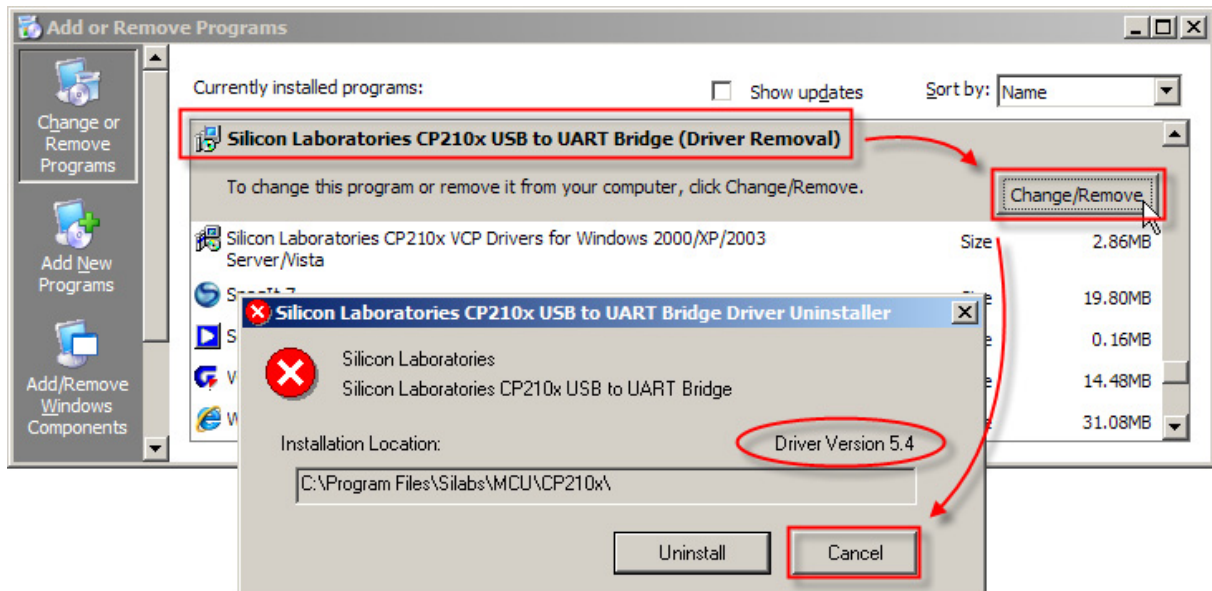 Add or Remove Programs
Currently installed programs:
Show updates
Sort by: Name
Change or
Remove
Programs
Silicon Laboratories CP210x USB to UART Bridge (Driver Removal)
To change this program or remove it from your computer, click Change/Remove.
Change/Remove
Silicon Laboratories CP210x VCP Drivers for Windows 2000/XP/2003
Server/Vista
Size 2.86MB
Add New
Programs
19.80MB
S
0.16MB
V
14.48MB
W
31.08MB
Add/Remove
Windows
Components
Silicon Laboratories CP210x USB to UART Bridge Driver Uninstaller
Silicon Laboratories
Silicon Laboratories CP210x USB to UART Bridge
Installation Location:
Driver Version 5.4
C:\Program Files\Silabs\MCU\CP210x\
Uninstall
Cancel